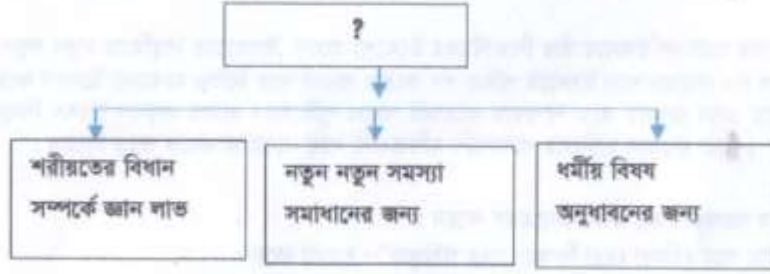 ?
শরীয়তের বিধান
সম্পর্কে জ্ঞান লাভ
নতুন নতুন সমস্যা
সমাধানের জন্য
ধর্মীয় বিষয়
অনুধাবনের জন্য